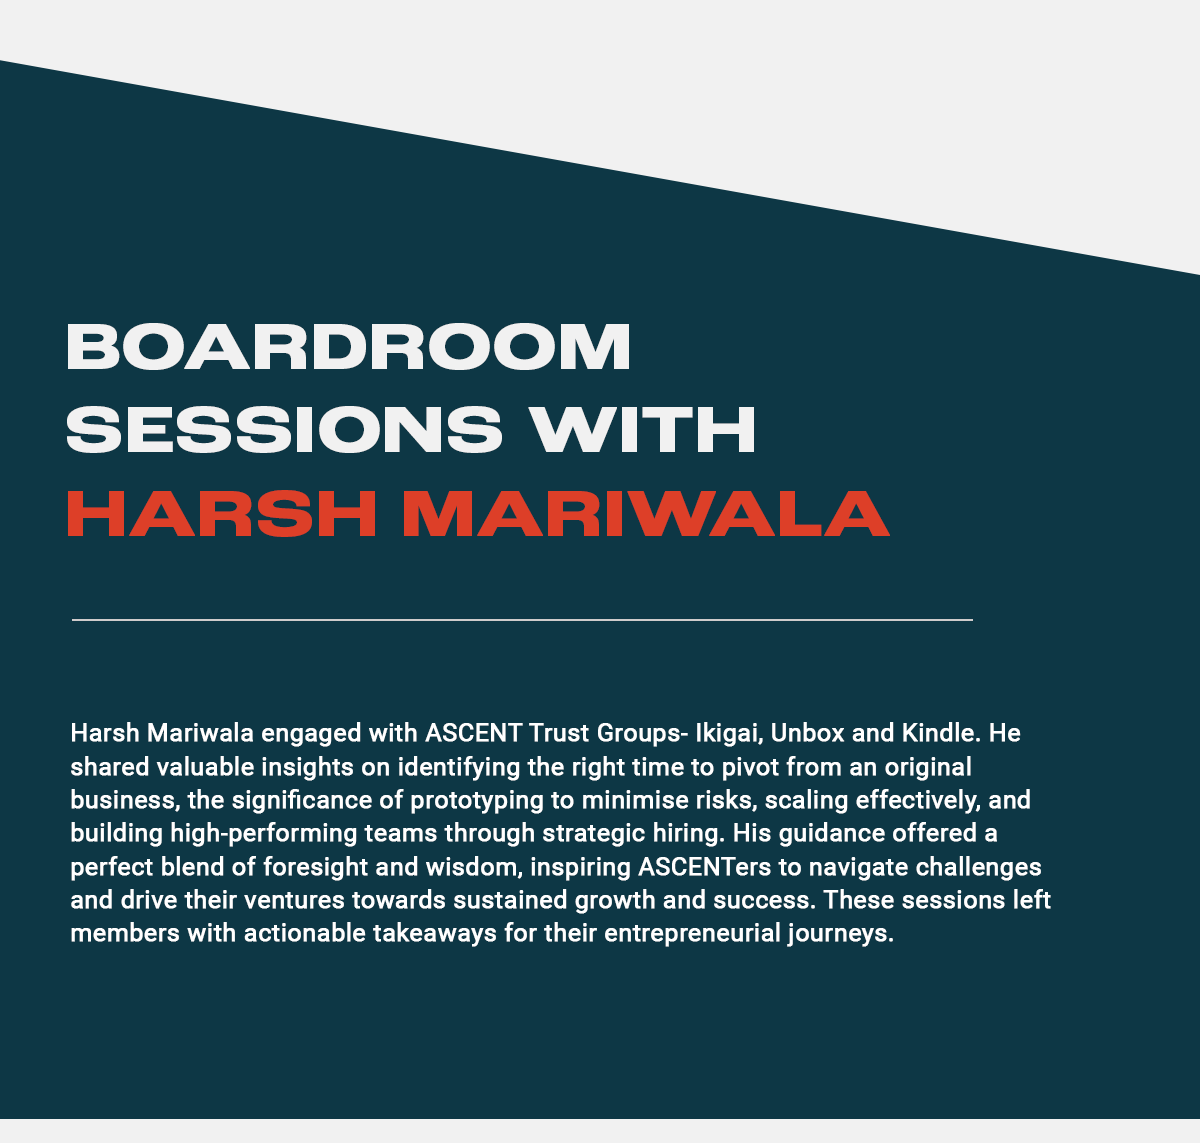 BOARDROOM
SESSIONS WITH
HARSH MARIWALA
Harsh Mariwala engaged with ASCENT Trust Groups- Ikigai, Unbox and Kindle. He
shared valuable insights on identifying the right time to pivot from an original
business, the significance of prototyping to minimise risks, scaling effectively, and
building high-performing teams through strategic hiring. His guidance offered a
perfect blend of foresight and wisdom, inspiring ASCENTers to navigate challenges
and drive their ventures towards sustained growth and success. These sessions left
members with actionable takeaways for their entrepreneurial journeys.